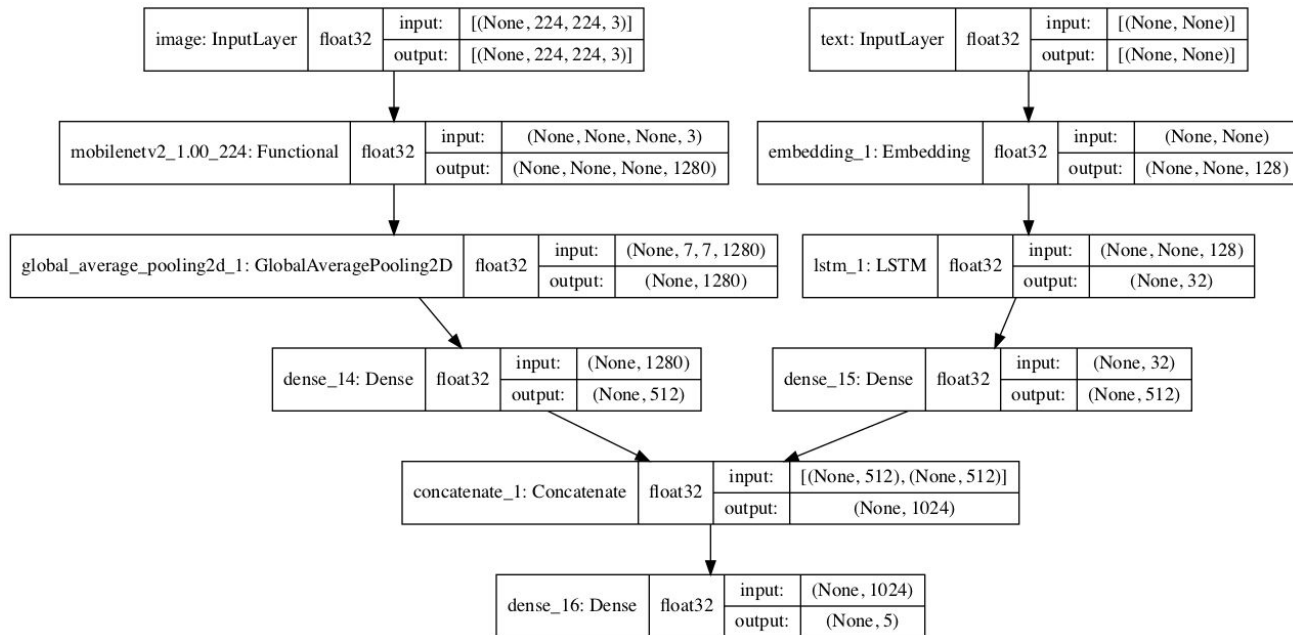 image: InputLayer float32 input: [(None, 224, 224, 3)]
output: [(None, 224, 224, 3)]
text: InputLayer float32 input: [(None, None)]
output: [(None, None)]
mobilenetv2_1.00_224: Functional float32 input: (None, None, None, 3)
output: (None, None, None, 1280)
embedding_1: Embedding float32 input: (None, None)
output: (None, None, 128)
global_average_pooling2d_1: GlobalAveragePooling2D float32 input: (None, 7, 7, 1280)
output: (None, 1280)
lstm_1: LSTM float32 input: (None, None, 128)
output: (None, 32)
dense_14: Dense float32 input: (None, 1280)
output: (None, 512)
dense_15: Dense float32 input: (None, 32)
output: (None, 512)
concatenate_1: Concatenate float32 input: [(None, 512), (None, 512)]
output: (None, 1024)
dense_16: Dense float32 input: (None, 1024)
output: (None, 5)